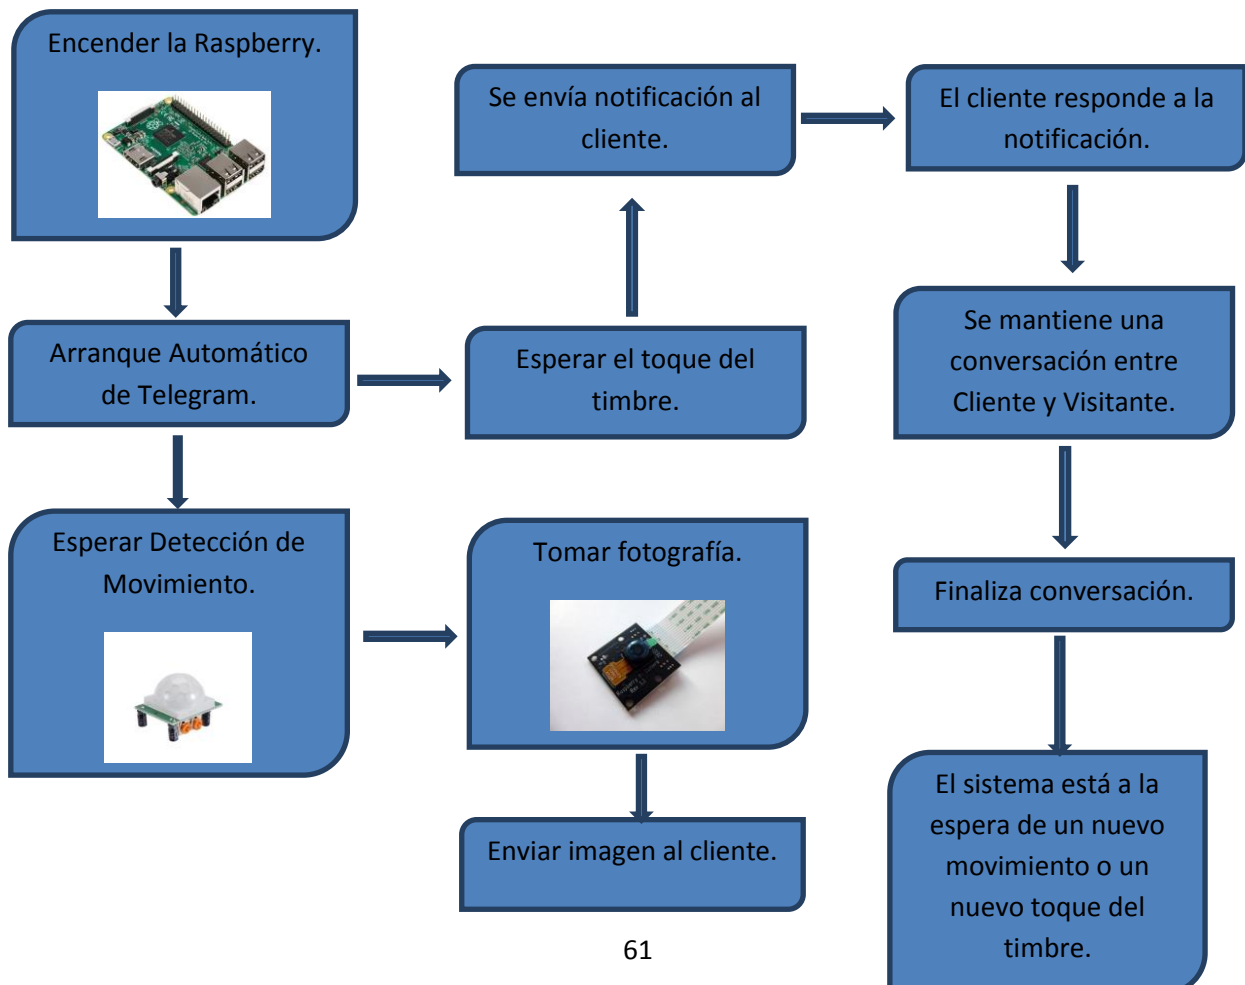 Encender la Raspberry.
Se envía notificación al
cliente.
El cliente responde a la
notificación.
Arranque Automático
de Telegram.
Esperar el toque del
timbre.
Se mantiene una
conversación entre
Cliente y Visitante.
Esperar Detección de
Movimiento.
Tomar fotografía.
Finaliza conversación.
Enviar imagen al cliente.
El sistema está a la
espera de un nuevo
movimiento o un
nuevo toque del
timbre.
61